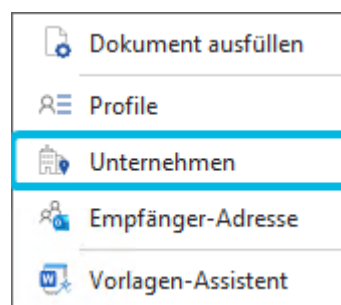 Dokument ausfüllen
Profile
Unternehmen
Empfänger-Adresse
Vorlagen-Assistent